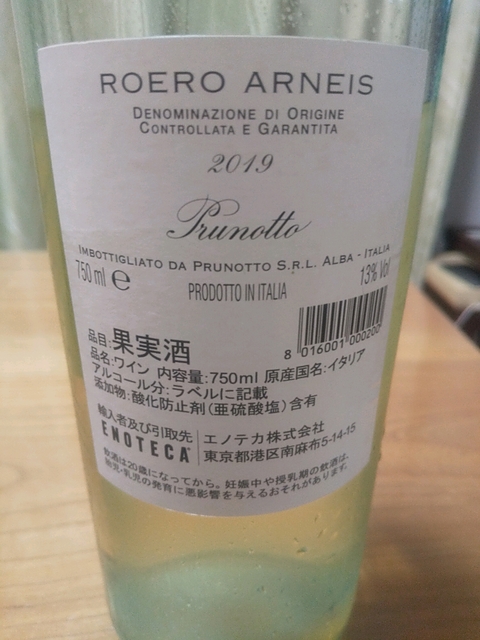 ROERO ARNEIS
DENOMINAZIONE DI ORIGINE
CONTROLLATA E GARANTITA
2019
Prunotto
IMBOTTIGLIATO DA PRUNOTTO S.R.L. ALBA - ITALIA
750 ml e PRODOTTO IN ITALIA 13% Vol
8 016001 000200
品目:果実酒
品名:ワイン 内容量:750ml 原産国名:イタリア
アルコール分:ラベルに記載
添加物:酸化防止剤(亜硫酸塩)含有
輸入者及び引取先
ENOTECA
エノテカ株式会社
東京都港区南麻布5-14-15
飲酒は20歳になってから。妊娠中や授乳期の飲酒は、
胎児・乳児の発育に悪影響を与えるおそれがあります。